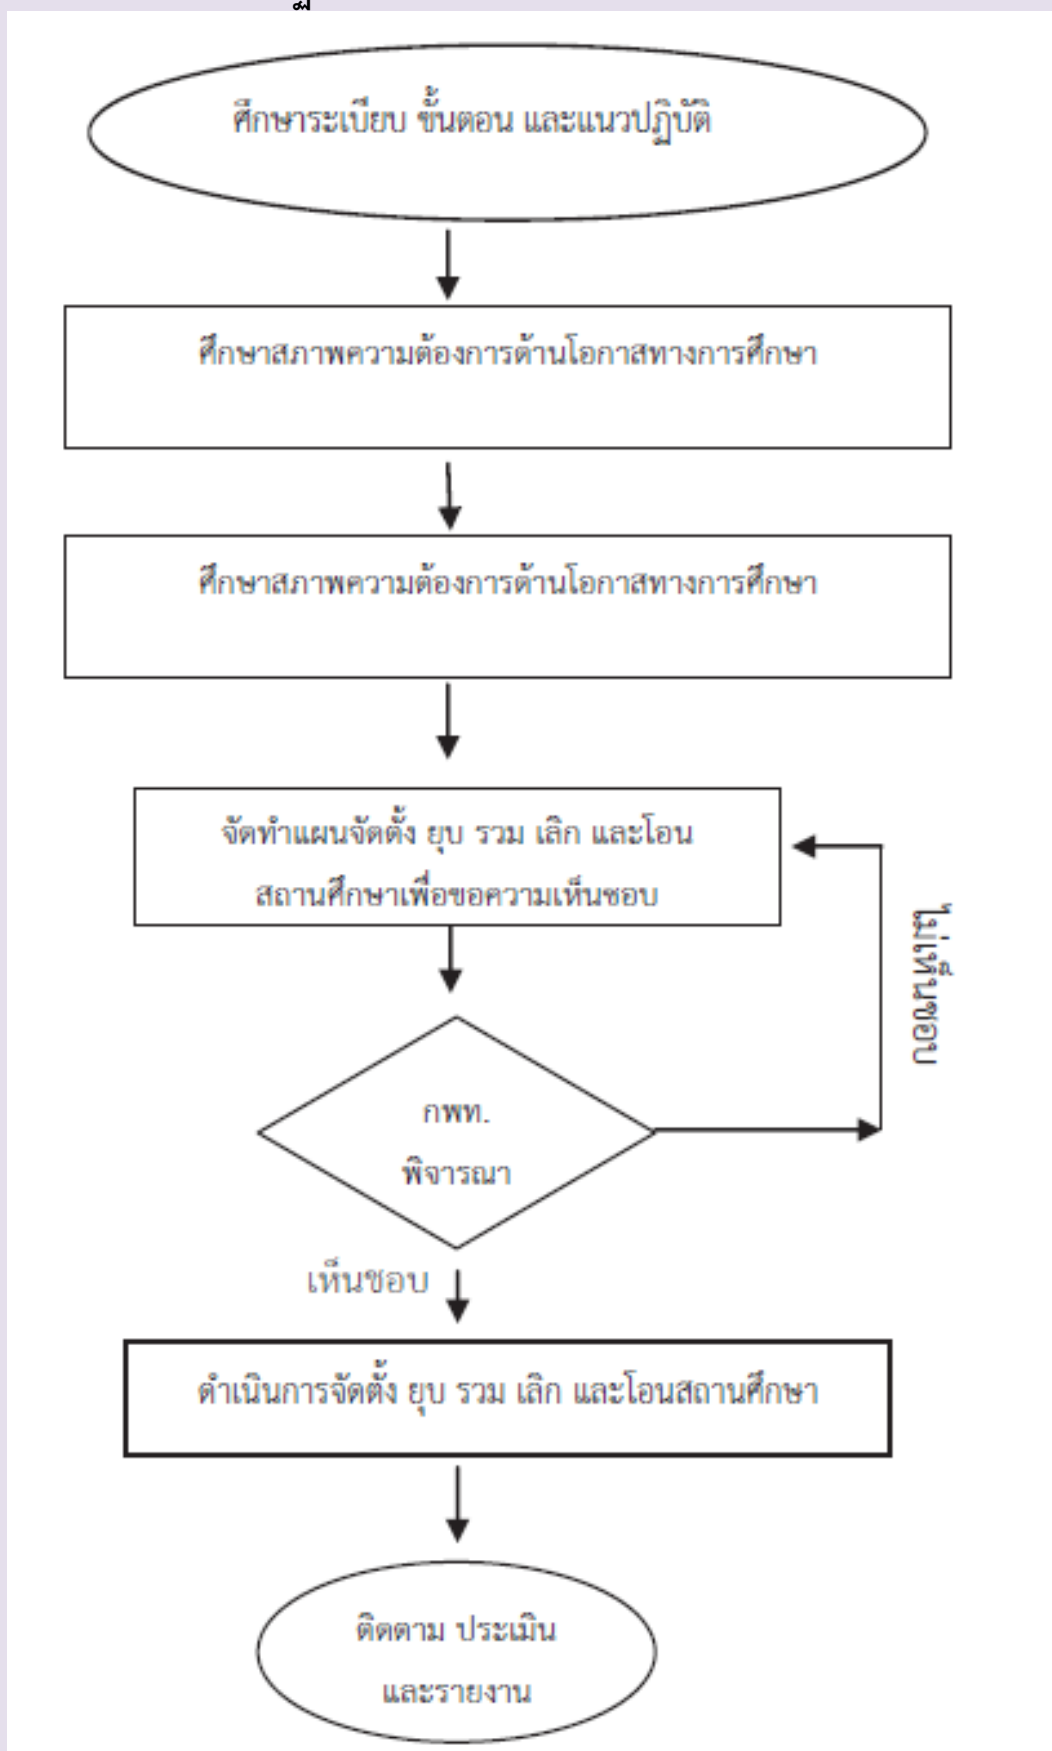 ศึกษาระเบียบ ขั้นตอน และแนวปฏิบัติ
ศึกษาสภาพความต้องการด้านโอกาสทางการศึกษา
ศึกษาสภาพความต้องการด้านโอกาสทางการศึกษา
จัดทำแผนจัดตั้ง ยุบ รวม เลิก และโอน
สถานศึกษาเพื่อขอความเห็นชอบ
ไม่เห็นชอบ
กพท.
พิจารณา
เห็นชอบ
ดำเนินการจัดตั้ง ยุบ รวม เลิก และโอนสถานศึกษา
ติดตาม ประเมิน
และรายงาน